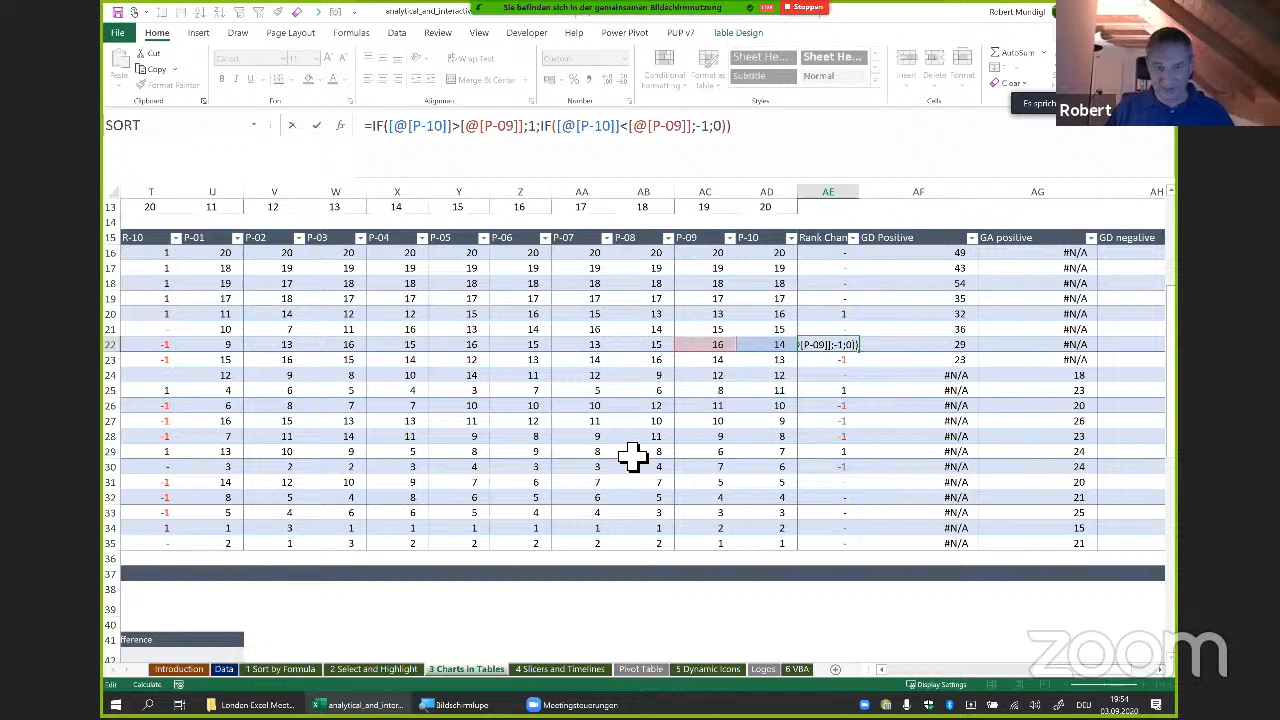 analytical_and_interactiv
Sie befinden sich in der gemeinsamen Bildschirmnutzung LIVE Stoppen
Robert Mundigl
File Home Insert Draw Page Layout Formulas Data Review View Developer Help Power Pivot PUP v7 Table Design
Paste Cut Copy Format Painter
Calibri 11
B I U
Wrap Text
Merge & Center
Custom
Conditional Formatting Format as Table
Sheet He... Sheet He...
Subtitle Normal
Insert Delete Format
AutoSum
Clear
Clipboard Font Alignment Number Styles Cells
Es sprich
Robert
SORT fx =IF([@[P-10]]>[@[P-09]];1;IF([@[P-10]]<[@[P-09]];-1;0))
T U V W X Y Z AA AB AC AD AE AF AG AH
13 20 11 12 13 14 15 16 17 18 19 20
14
15 R-10 P-01 P-02 P-03 P-04 P-05 P-06 P-07 P-08 P-09 P-10 Rank Chan GD Positive GA positive GD negative
16 1 20 20 20 20 20 20 20 20 20 20 - 49 #N/A
17 1 18 19 19 19 19 19 19 19 19 19 - 43 #N/A
18 1 19 17 18 18 18 18 18 18 18 18 - 54 #N/A
19 1 17 18 17 17 17 17 17 17 17 17 - 35 #N/A
20 1 11 14 12 15 16 15 15 13 13 16 1 32 #N/A
21 - 10 7 11 16 13 14 16 14 15 15 - 36 #N/A
22 -1 9 13 16 15 16 15 13 15 16 14 [P-09]];-1;0)) 29 #N/A
23 -1 15 16 15 14 12 13 14 16 14 13 -1 23 #N/A
24 - 12 9 8 10 14 11 12 9 12 12 - #N/A 18
25 1 4 6 5 4 3 7 5 6 8 11 1 #N/A 23
26 -1 6 8 7 7 10 10 10 12 11 10 -1 #N/A 20
27 -1 16 15 13 13 11 12 11 10 10 9 -1 #N/A 26
28 -1 7 11 14 11 9 8 9 11 9 8 -1 #N/A 23
29 1 13 10 9 5 8 9 8 8 6 7 1 #N/A 24
30 - 3 2 2 3 4 3 3 4 7 6 -1 #N/A 24
31 -1 14 12 10 9 7 6 7 7 5 5 - #N/A 20
32 -1 8 5 4 8 6 5 6 5 4 4 - #N/A 21
33 -1 5 4 6 6 5 4 4 3 3 3 - #N/A 25
34 1 1 3 1 1 1 1 1 1 2 2 - #N/A 15
35 - 2 1 3 2 2 2 2 2 1 1 - #N/A 21
36
37
38
39
40
41 fference
42
zoom
Introduction Data 1 Sort by Formula 2 Select and Highlight 3 Charts in Tables 4 Slicers and Timelines Pivot Table 5 Dynamic Icons Logos 6 VBA
Edit Calculate Display Settings
London Excel Meet... analytical_and_inter... Bildschirmlupe Meetingsteuerungen DEU 19:54
03.09.2020